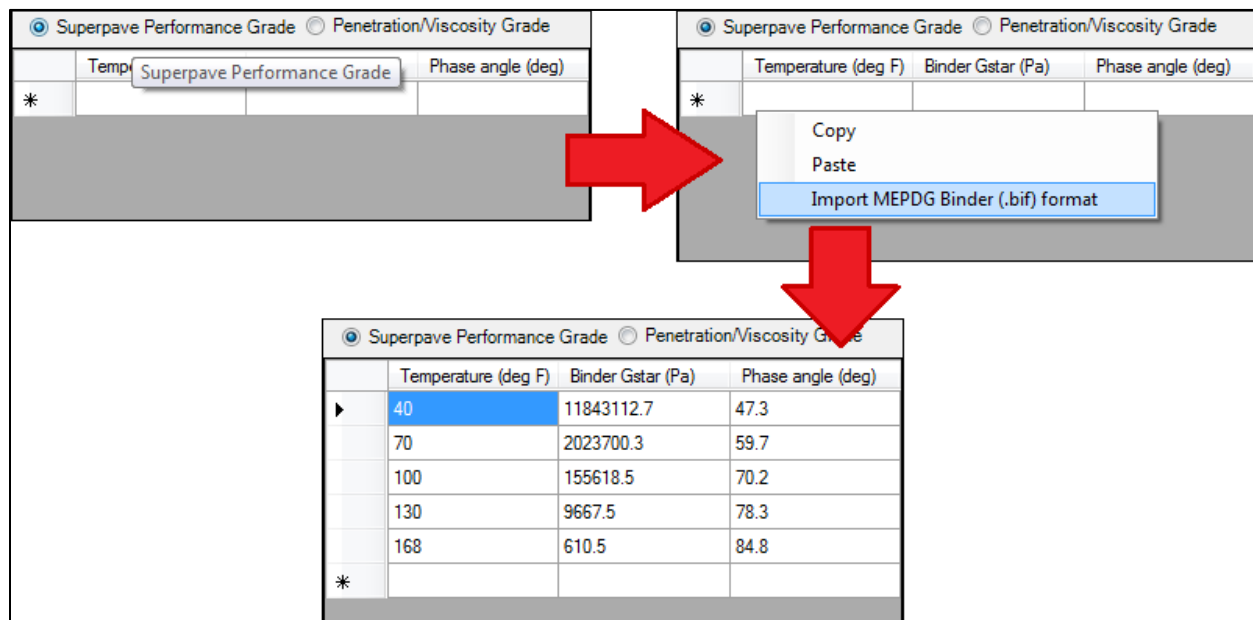 Superpave Performance Grade Penetration/Viscosity Grade
Temp Superpave Performance Grade Phase angle (deg)
*
Superpave Performance Grade Penetration/Viscosity Grade
Temperature (deg F) Binder Gstar (Pa) Phase angle (deg)
*
Copy
Paste
Import MEPDG Binder (.bif) format
Superpave Performance Grade Penetration/Viscosity Grade
Temperature (deg F) Binder Gstar (Pa) Phase angle (deg)
40 11843112.7 47.3
70 2023700.3 59.7
100 155618.5 70.2
130 9667.5 78.3
168 610.5 84.8
*